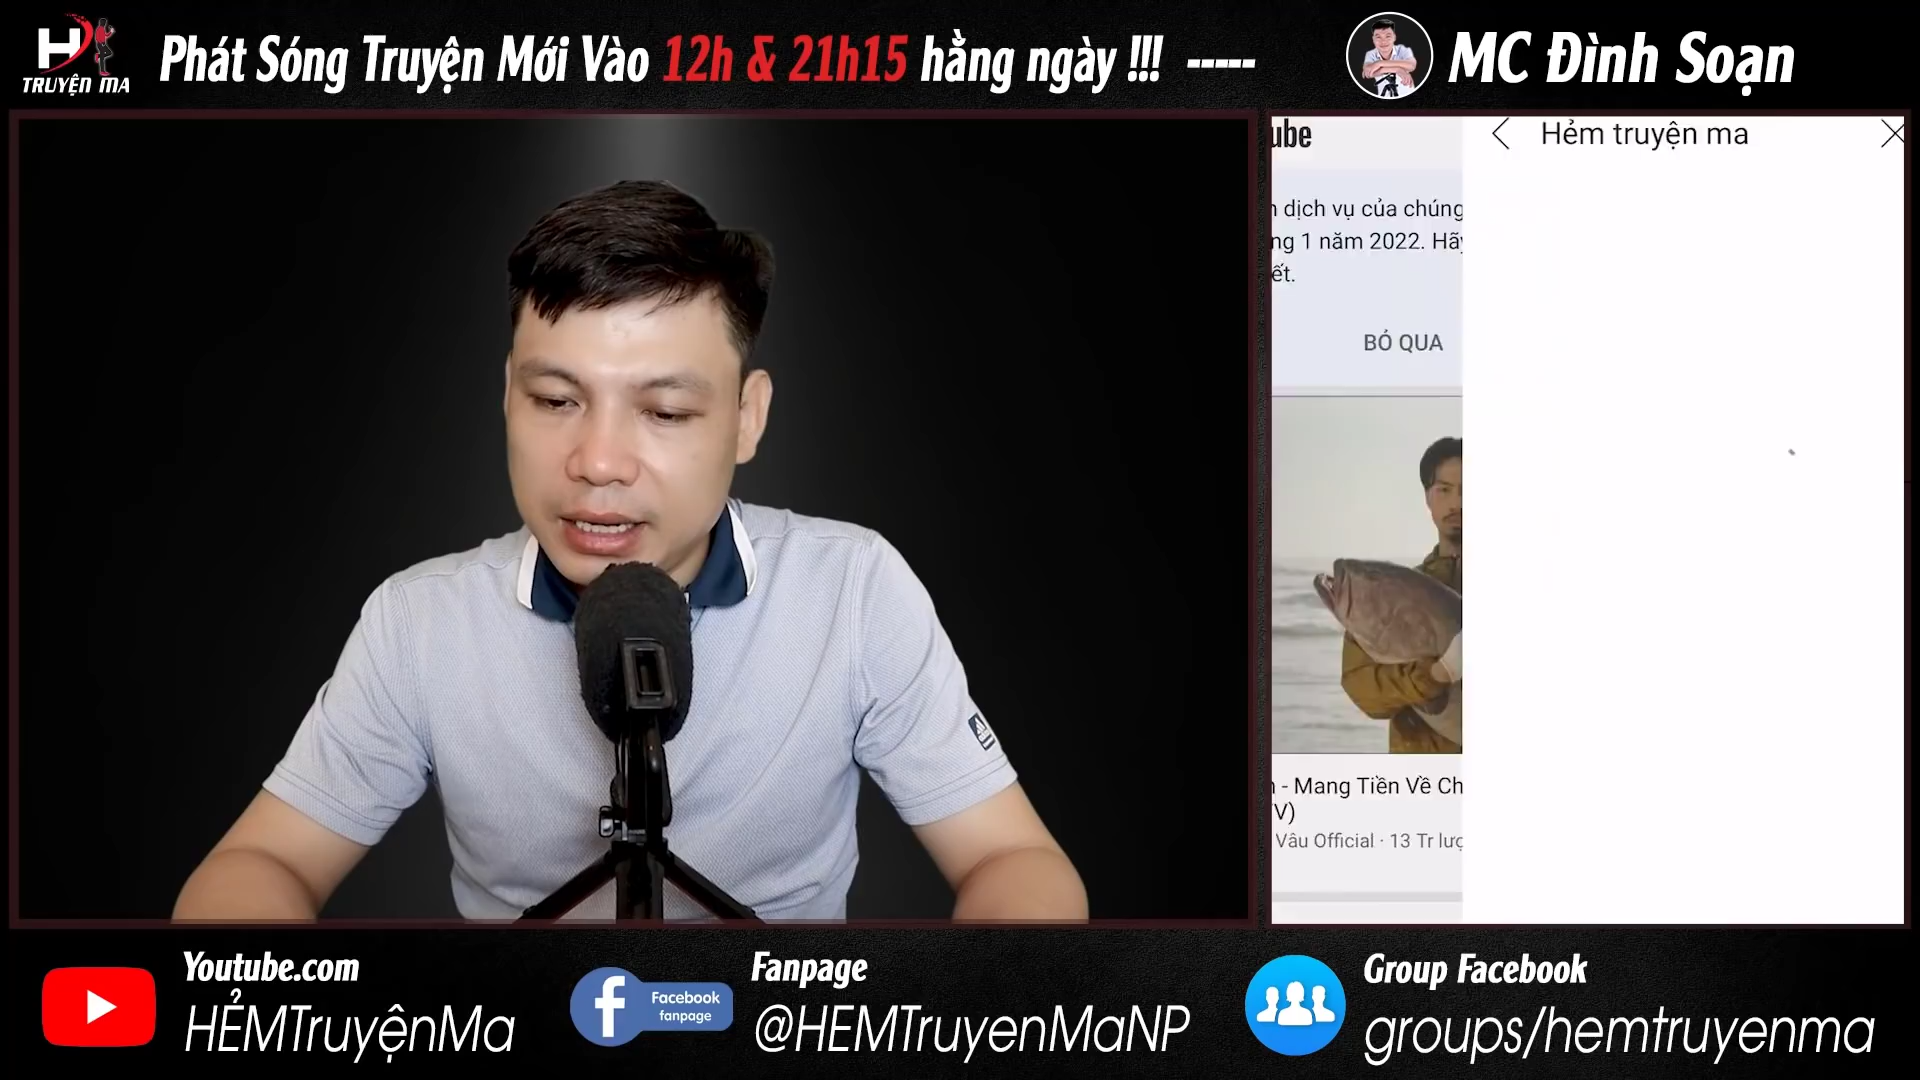 TRUYỆN MA
Phát Sóng Truyện Mới Vào 12h & 21h15 hằng ngày !!! -----
MC Đình Soạn
ube
Hẻm truyện ma
dịch vụ của chúng
ng 1 năm 2022. Hãy
ết.
BỎ QUA
- Mang Tiền Về Ch
V)
Vâu Official · 13 Tr lượ
Youtube.com
HẺMTruyệnMa
Facebook
fanpage
Fanpage
@HEMTruyenMaNP
Group Facebook
groups/hemtruyenma